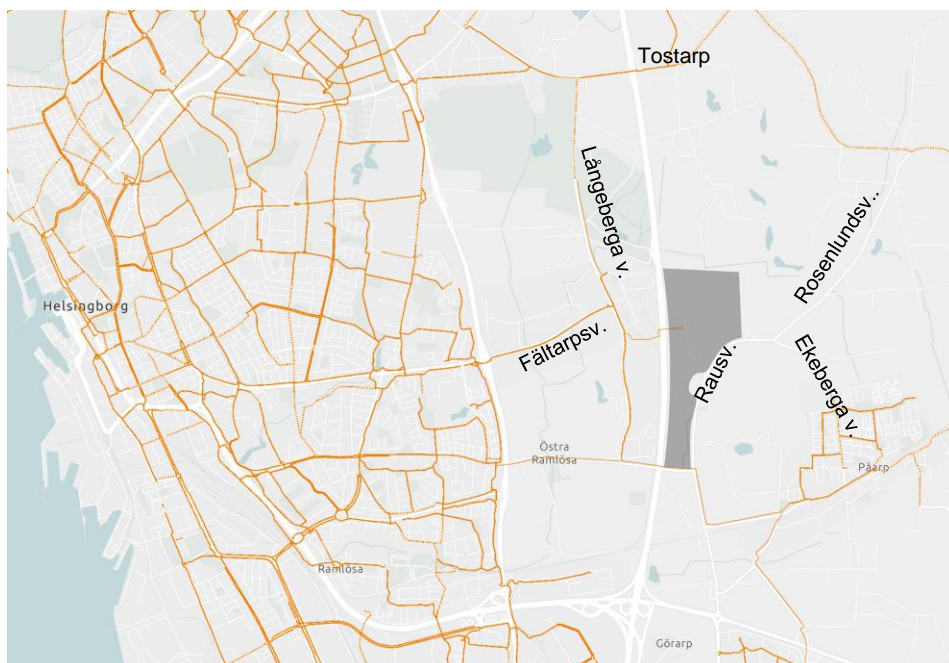 Tostarp
Långeberga v.
Rosenlundsv..
Helsingborg
Fältarpsv.
Rausv.
Ekeberga v.
Östra
Ramlösa
Påarp
Ramlösa
Görarp